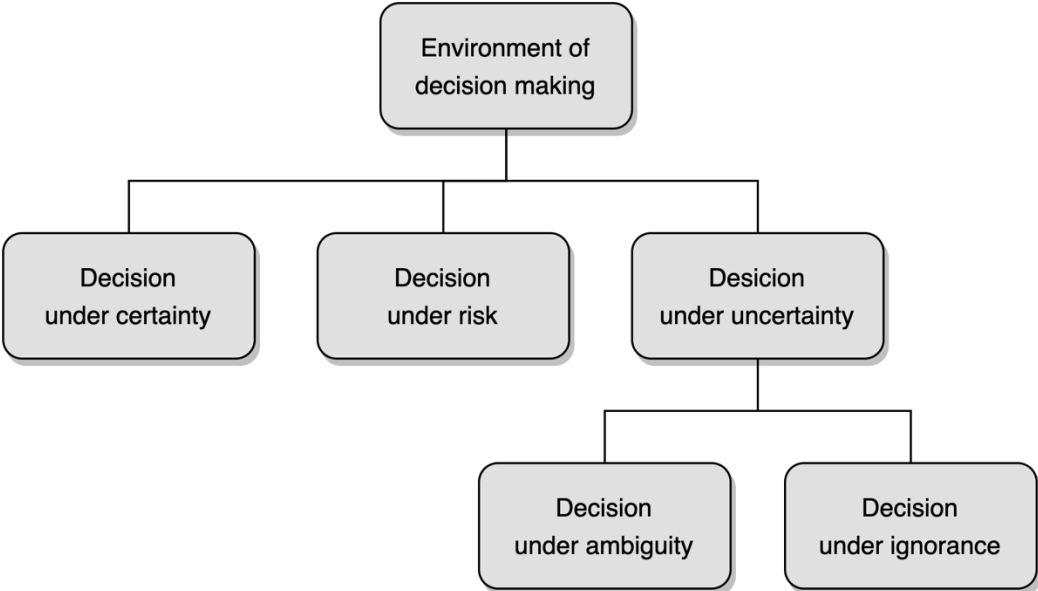 Environment of
decision making
Decision
under certainty
Decision
under risk
Desicion
under uncertainty
Decision
under ambiguity
Decision
under ignorance